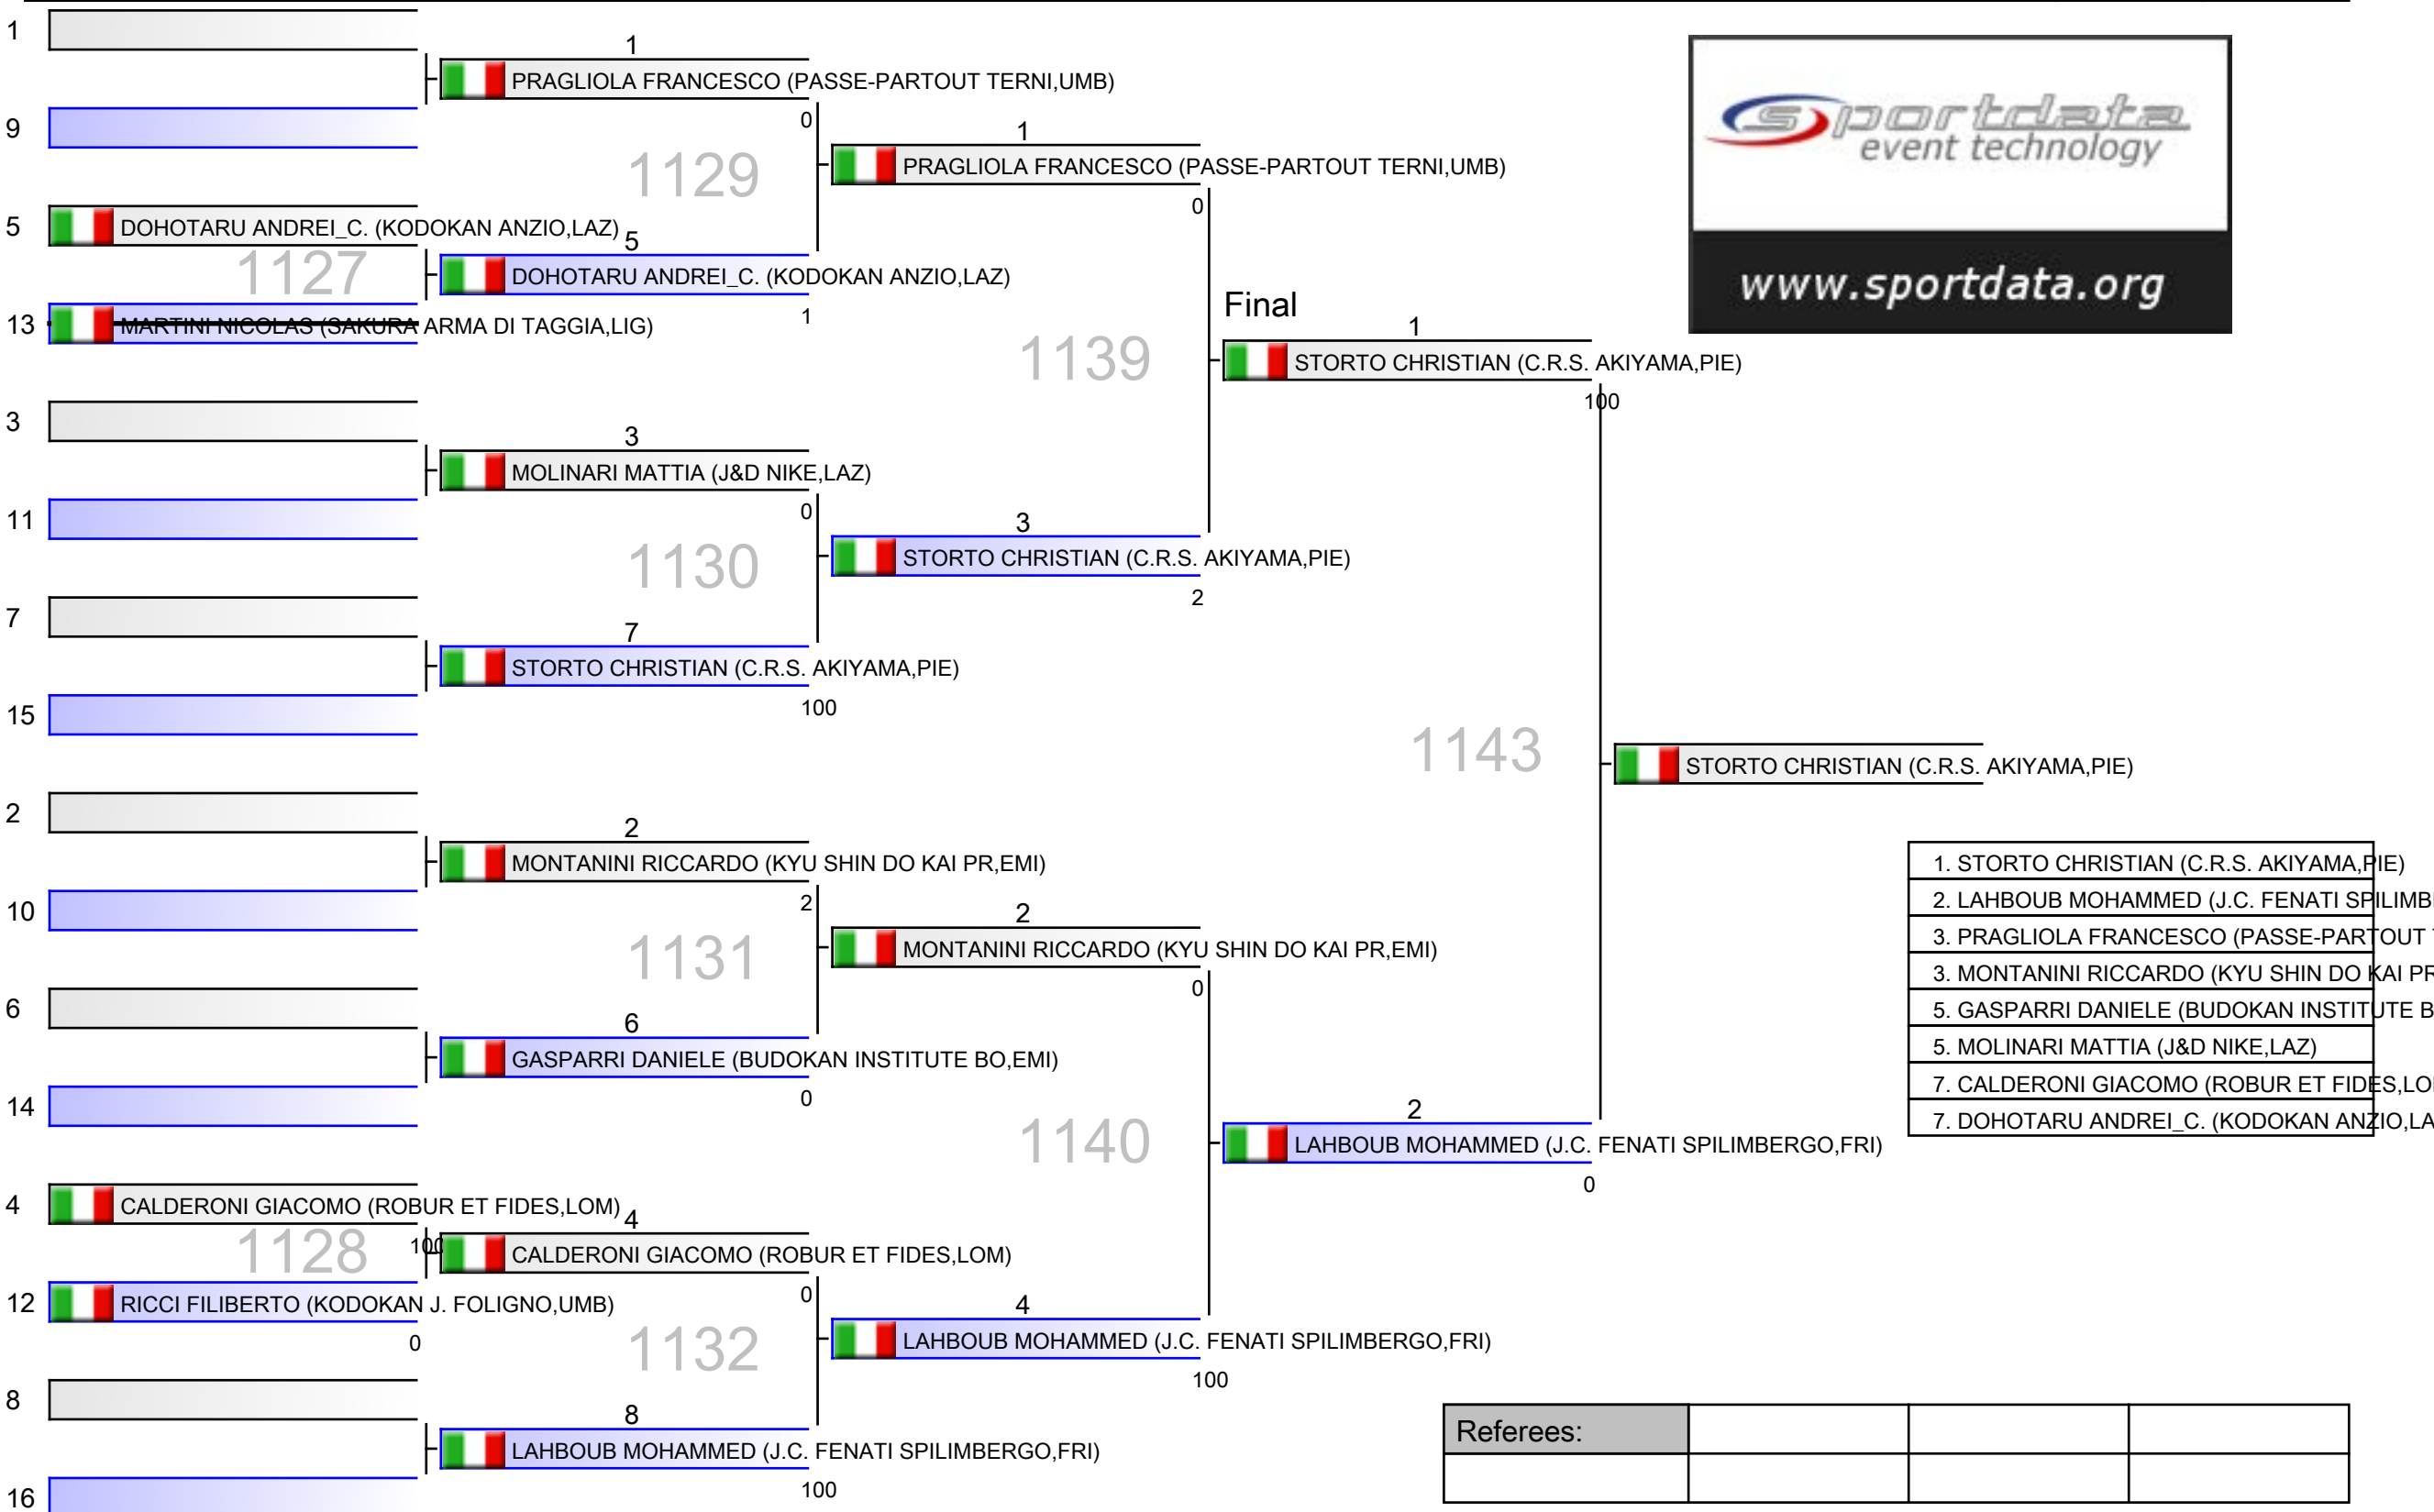 1
1
PRAGLIOLA FRANCESCO (PASSE-PARTOUT TERNI,UMB)
9
0
1
1129
PRAGLIOLA FRANCESCO (PASSE-PARTOUT TERNI,UMB)
0
5
DOHOTARU ANDREI_C. (KODOKAN ANZIO,LAZ)
5
1127
DOHOTARU ANDREI_C. (KODOKAN ANZIO,LAZ)
1
13
MARTINI NICOLAS (SAKURA ARMA DI TAGGIA,LIG)
sportdata
event technology
www.sportdata.org
Final
1
1139
STORTO CHRISTIAN (C.R.S. AKIYAMA,PIE)
100
3
3
MOLINARI MATTIA (J&D NIKE,LAZ)
0
11
3
1130
STORTO CHRISTIAN (C.R.S. AKIYAMA,PIE)
2
7
7
STORTO CHRISTIAN (C.R.S. AKIYAMA,PIE)
100
15
1143
STORTO CHRISTIAN (C.R.S. AKIYAMA,PIE)
2
2
MONTANINI RICCARDO (KYU SHIN DO KAI PR,EMI)
2
10
2
1131
MONTANINI RICCARDO (KYU SHIN DO KAI PR,EMI)
0
6
6
GASPARRI DANIELE (BUDOKAN INSTITUTE BO,EMI)
0
14
1. STORTO CHRISTIAN (C.R.S. AKIYAMA,PIE)
2. LAHBOUB MOHAMMED (J.C. FENATI SPILIMB
3. PRAGLIOLA FRANCESCO (PASSE-PARTOUT
3. MONTANINI RICCARDO (KYU SHIN DO KAI PR
5. GASPARRI DANIELE (BUDOKAN INSTITUTE B
5. MOLINARI MATTIA (J&D NIKE,LAZ)
7. CALDERONI GIACOMO (ROBUR ET FIDES,LO
7. DOHOTARU ANDREI_C. (KODOKAN ANZIO,LA
2
1140
LAHBOUB MOHAMMED (J.C. FENATI SPILIMBERGO,FRI)
0
4
CALDERONI GIACOMO (ROBUR ET FIDES,LOM)
4
1128
100
CALDERONI GIACOMO (ROBUR ET FIDES,LOM)
0
12
RICCI FILIBERTO (KODOKAN J. FOLIGNO,UMB)
0
4
1132
LAHBOUB MOHAMMED (J.C. FENATI SPILIMBERGO,FRI)
100
8
8
LAHBOUB MOHAMMED (J.C. FENATI SPILIMBERGO,FRI)
100
16
Referees: